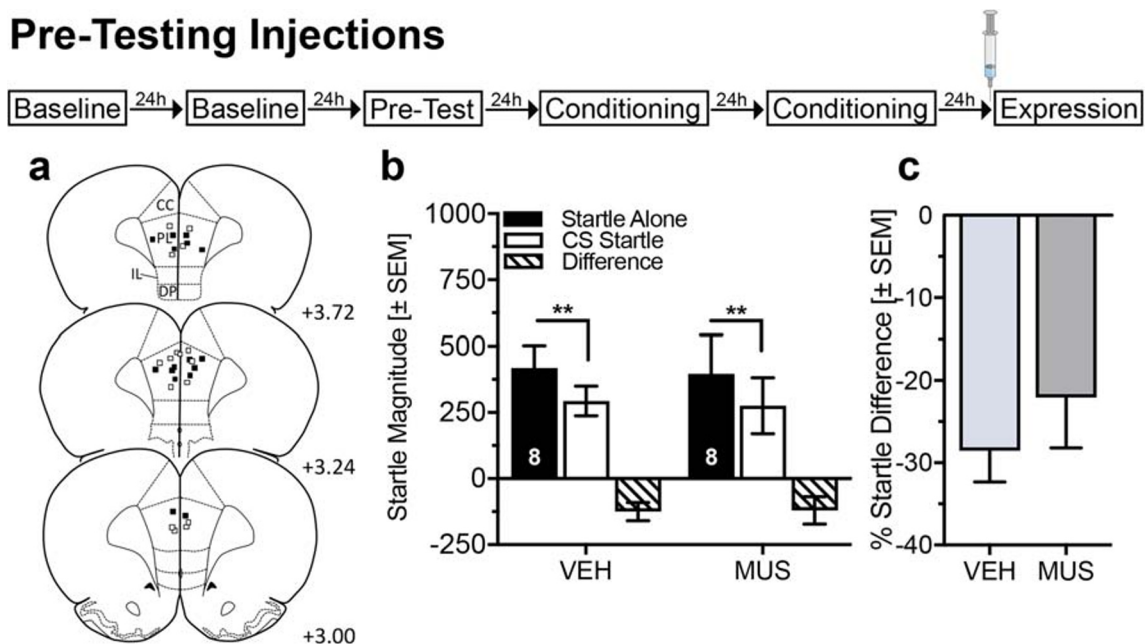 Pre-Testing Injections
Baseline 24h Baseline 24h Pre-Test 24h Conditioning 24h Conditioning 24h Expression
a
CC
PL
IL
DP
+3.72
+3.24
+3.00
b
Startle Magnitude [± SEM]
1000
750
500
250
0
-250
Startle Alone
CS Startle
Difference
**
**
8
8
VEH
MUS
c
% Startle Difference [± SEM]
0
-10
-20
-30
-40
VEH
MUS